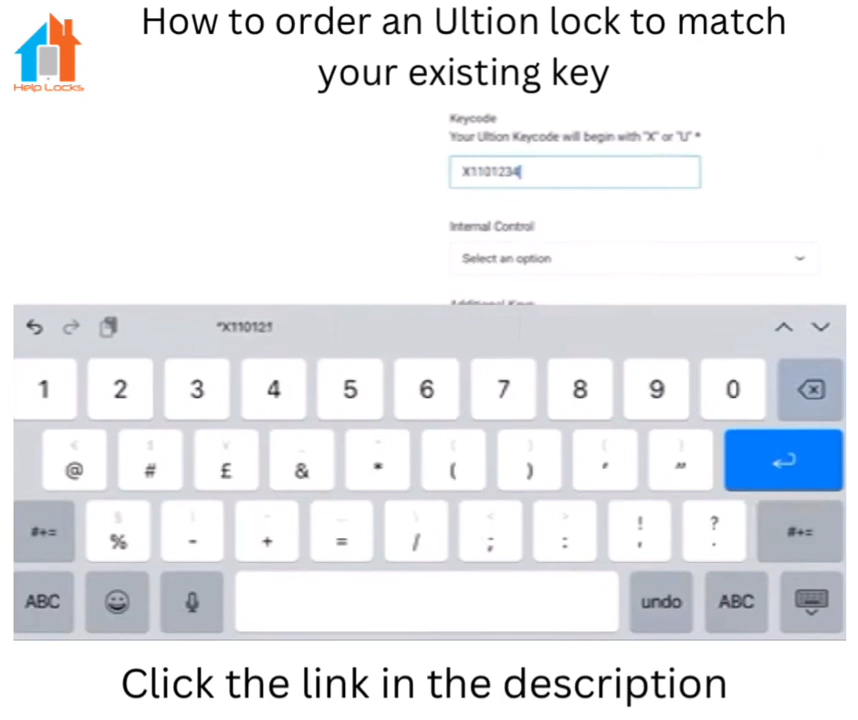 How to order an Ultion lock to match
your existing key
Help Locks
Keycode
Your Ultion Keycode will begin with "X" or "U" *
X1101234
Internal Control
Select an option
Additional Keys
1 2 3 4 5 6 7 8 9 0
@ # £ & * ( ) ' "
#+= % - + = / ; : ! , ? . #+=
ABC undo ABC
Click the link in the description